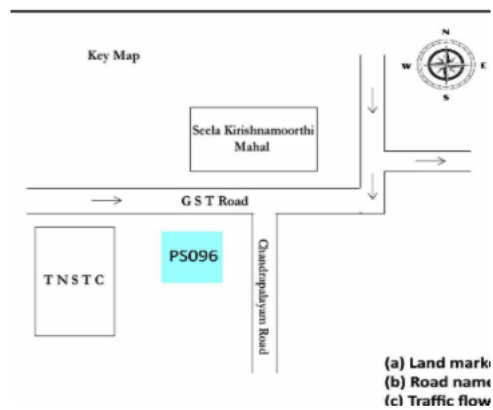 Key Map
N
W E
S
Seela Kirishnamoorthi
Mahal
G S T Road
T N S T C
PS096
Chandrapalayam Road
(a) Land mark
(b) Road name
(c) Traffic flow